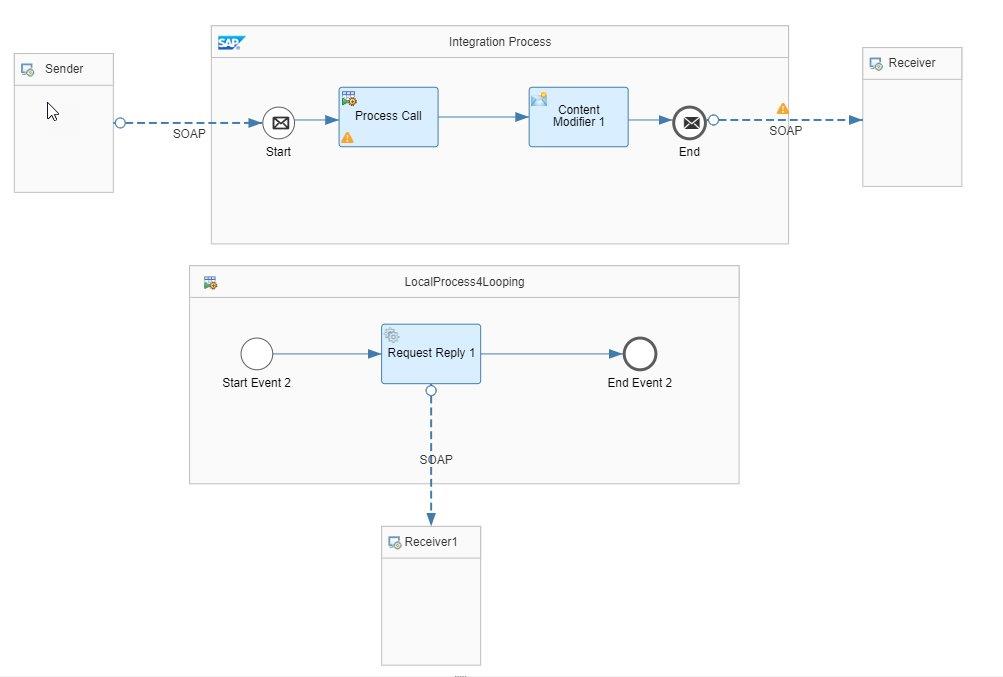 SAP
Integration Process
Sender
Receiver
Process Call
Content
Modifier 1
SOAP
SOAP
Start
End
LocalProcess4Looping
Request Reply 1
Start Event 2
End Event 2
SOAP
Receiver1